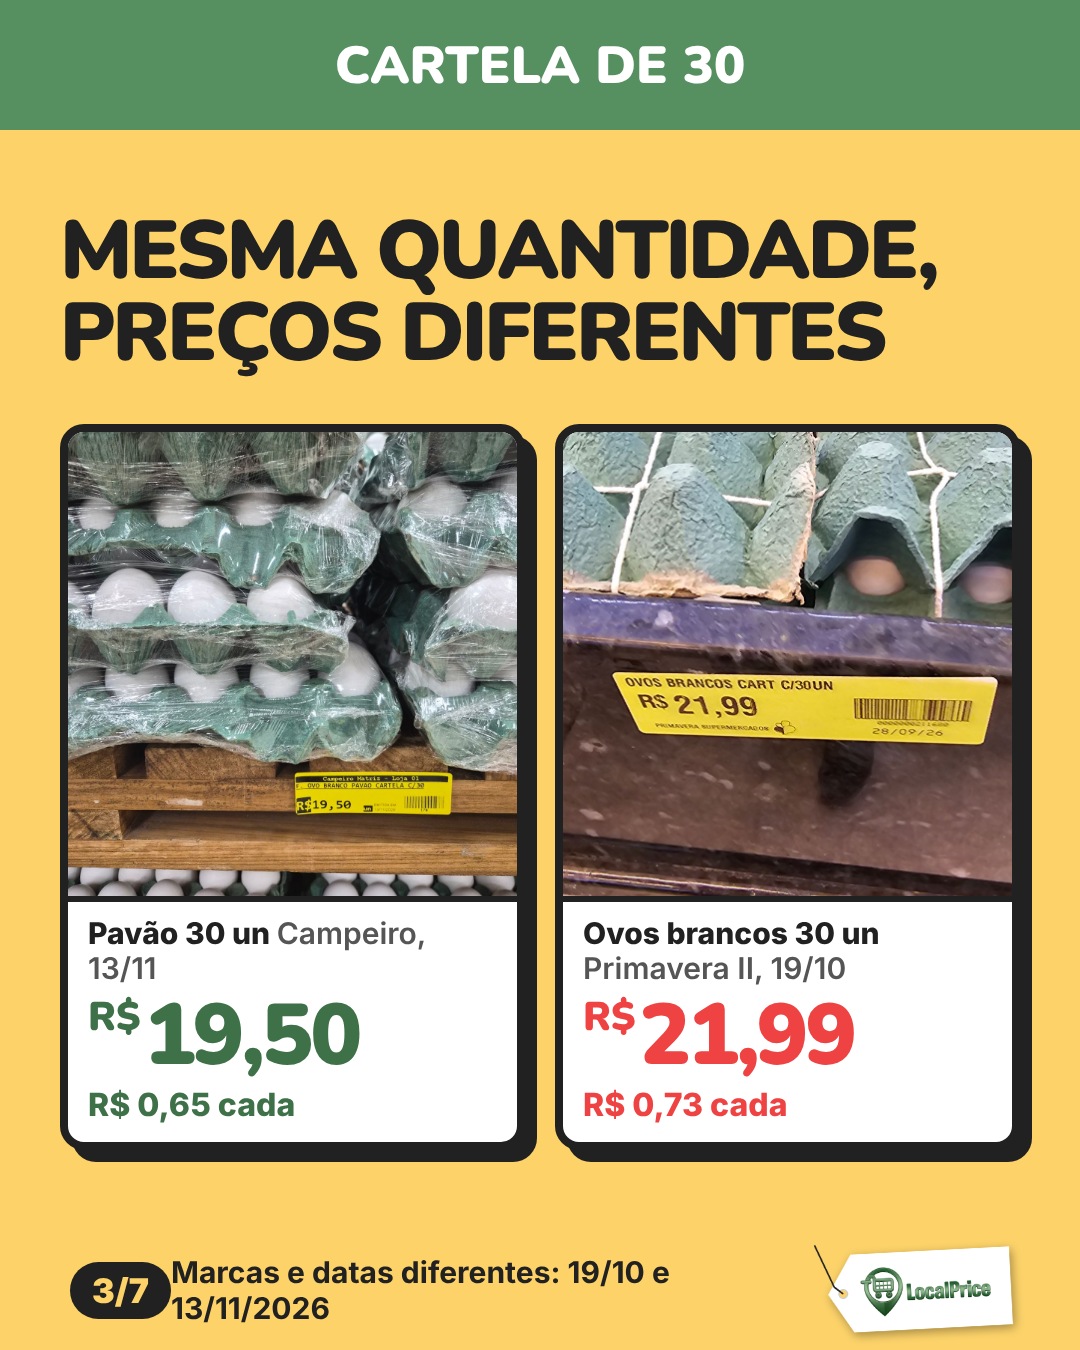 CARTELA DE 30
MESMA QUANTIDADE,
PREÇOS DIFERENTES
Campeiro Matriz - Loja 01
OVO BRANCO PAVAO CARTELA C/30
R$19,50
OVOS BRANCOS CART C/30UN
R$ 21,99
PRIMAVERA SUPERMERCADOS
28/09/26
Pavão 30 un Campeiro,
13/11
R$ 19,50
R$ 0,65 cada
Ovos brancos 30 un
Primavera II, 19/10
R$ 21,99
R$ 0,73 cada
3/7
Marcas e datas diferentes: 19/10 e
13/11/2026
LocalPrice